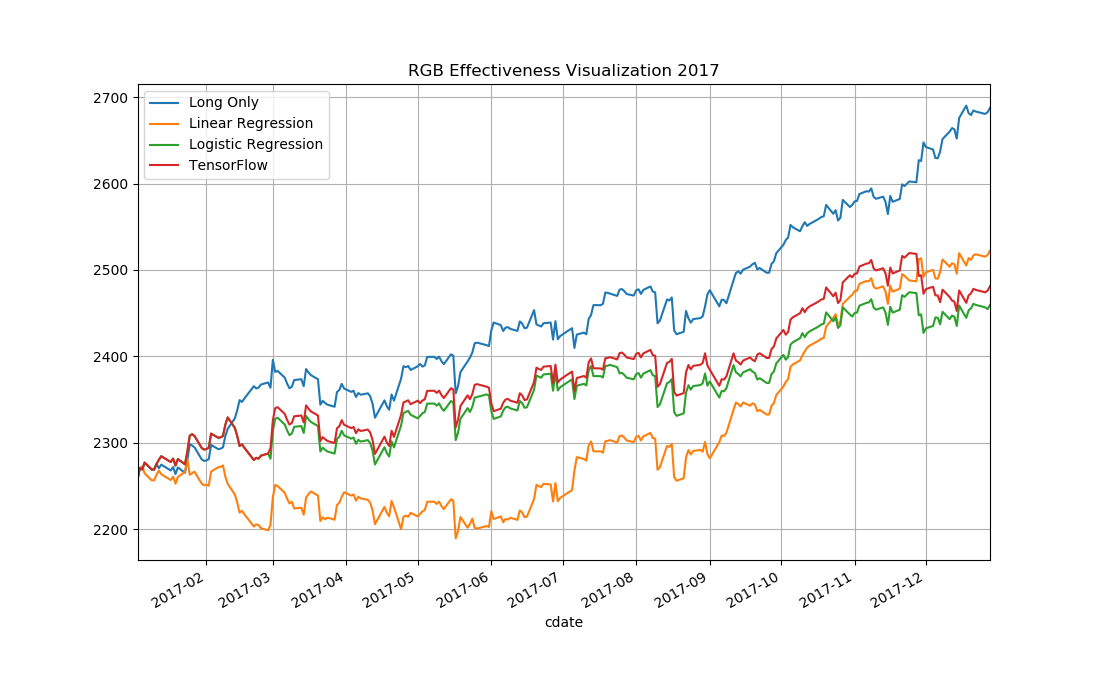 RGB Effectiveness Visualization 2017
2700
2600
2500
2400
2300
2200
Long Only
Linear Regression
Logistic Regression
TensorFlow
2017-02
2017-03
2017-04
2017-05
2017-06
2017-07
2017-08
2017-09
2017-10
2017-11
2017-12
cdate